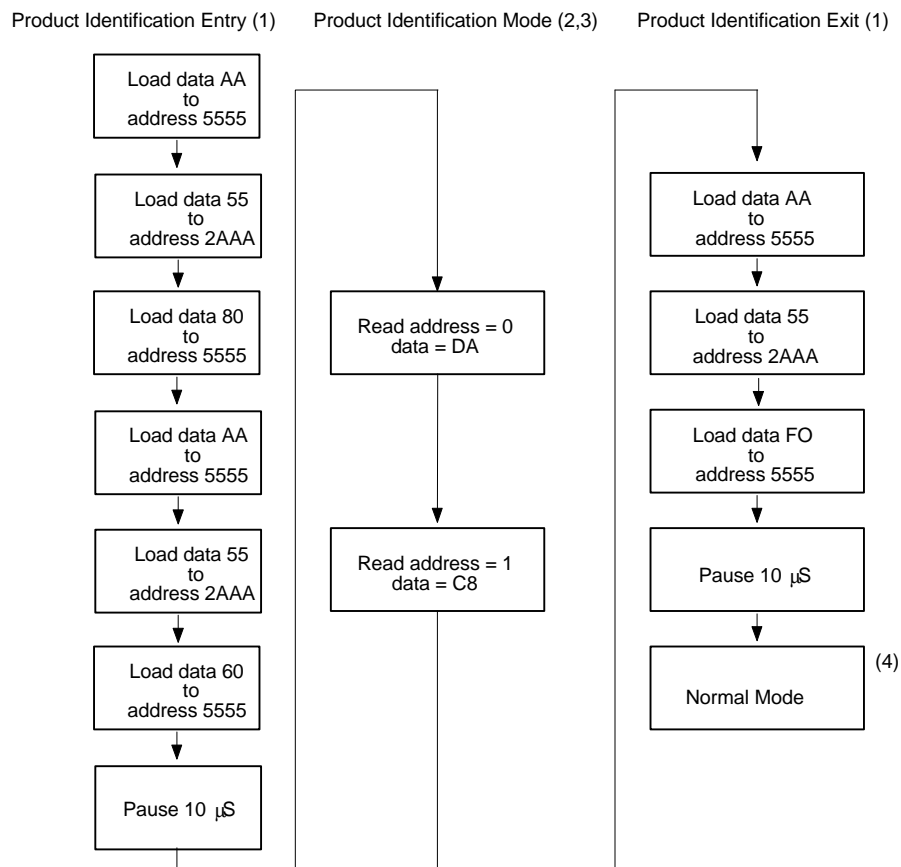 Product Identification Entry (1)
Load data AA
to
address 5555
Load data 55
to
address 2AAA
Load data 80
to
address 5555
Load data AA
to
address 5555
Load data 55
to
address 2AAA
Load data 60
to
address 5555
Pause 10 µS
Product Identification Mode (2,3)
Read address = 0
data = DA
Read address = 1
data = C8
Product Identification Exit (1)
Load data AA
to
address 5555
Load data 55
to
address 2AAA
Load data FO
to
address 5555
Pause 10 µS
Normal Mode
(4)